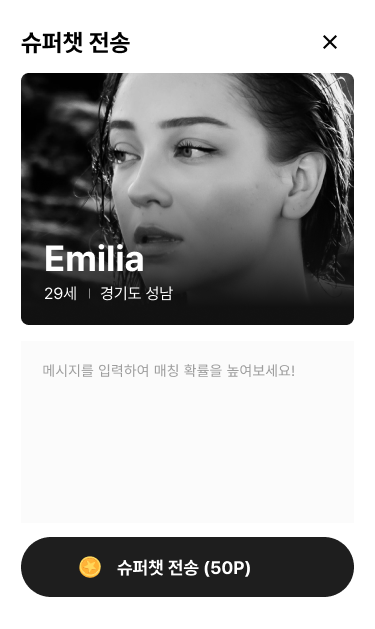 슈퍼챗 전송
Emilia
29세 | 경기도 성남
메시지를 입력하여 매칭 확률을 높여보세요!
슈퍼챗 전송 (50P)